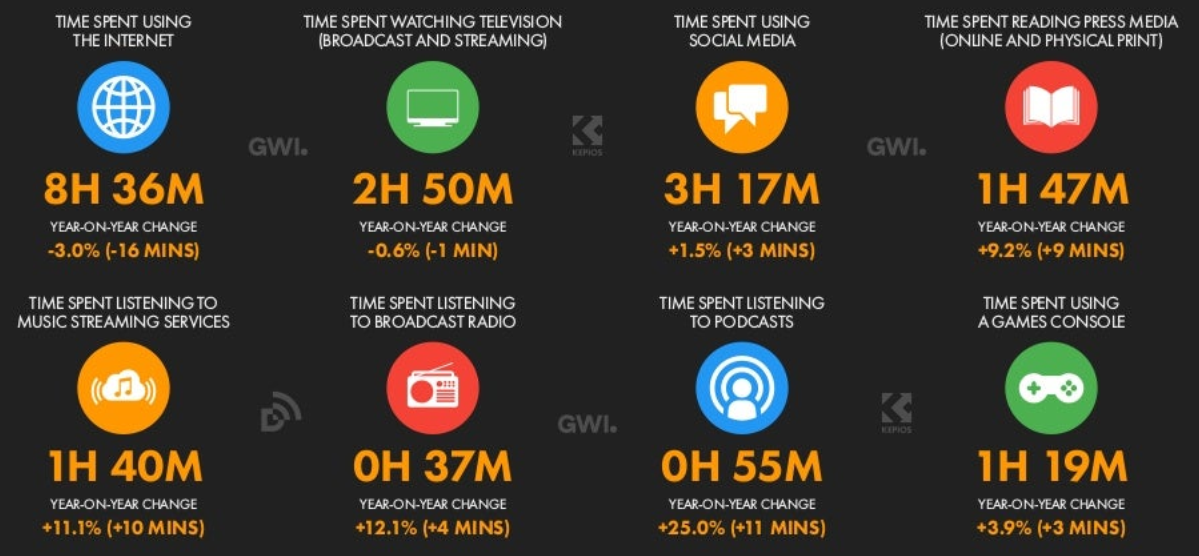 TIME SPENT USING
THE INTERNET
8H 36M
YEAR-ON-YEAR CHANGE
-3.0% (-16 MINS)
TIME SPENT WATCHING TELEVISION
(BROADCAST AND STREAMING)
2H 50M
YEAR-ON-YEAR CHANGE
-0.6% (-1 MIN)
TIME SPENT USING
SOCIAL MEDIA
3H 17M
YEAR-ON-YEAR CHANGE
+1.5% (+3 MINS)
TIME SPENT READING PRESS MEDIA
(ONLINE AND PHYSICAL PRINT)
1H 47M
YEAR-ON-YEAR CHANGE
+9.2% (+9 MINS)
GWI.
KEPIOS
GWI.
TIME SPENT LISTENING TO
MUSIC STREAMING SERVICES
1H 40M
YEAR-ON-YEAR CHANGE
+11.1% (+10 MINS)
TIME SPENT LISTENING
TO BROADCAST RADIO
0H 37M
YEAR-ON-YEAR CHANGE
+12.1% (+4 MINS)
TIME SPENT LISTENING
TO PODCASTS
0H 55M
YEAR-ON-YEAR CHANGE
+25.0% (+11 MINS)
TIME SPENT USING
A GAMES CONSOLE
1H 19M
YEAR-ON-YEAR CHANGE
+3.9% (+3 MINS)
GWI.
KEPIOS